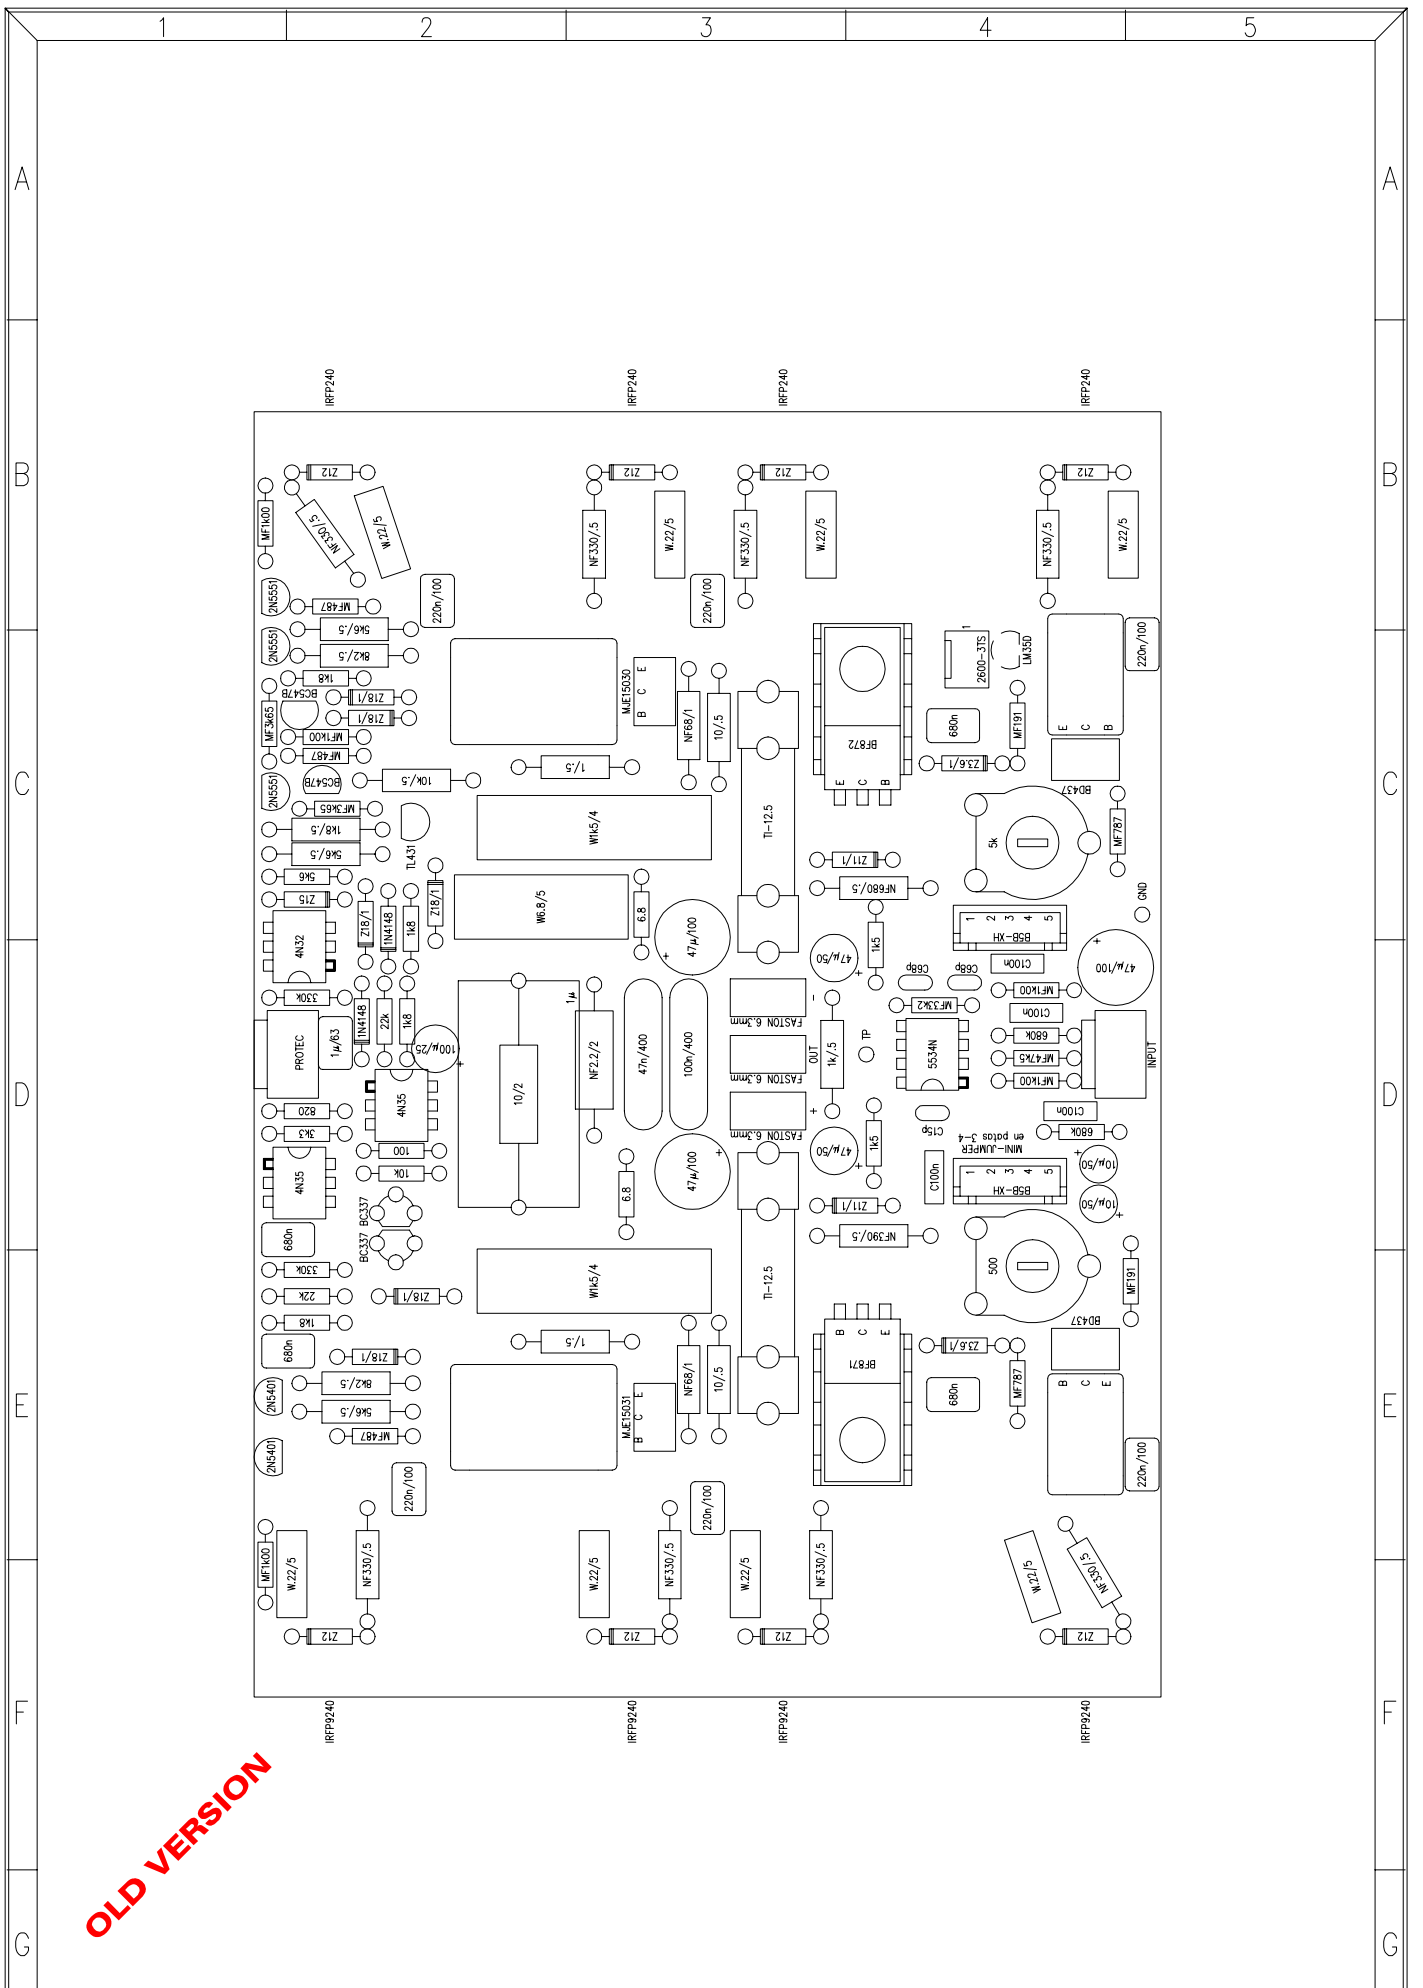 1 2 3 4 5
A A
IRFP240 IRFP240 IRFP240 IRFP240
B B
Z12 Z12 Z12 Z12
MF1k00
NF330/.5
W.22/5
NF330/.5
W.22/5
NF330/.5
W.22/5
NF330/.5
W.22/5
2N5551
MF487
220n/100
220n/100
5k6/.5
2N5551
8k2/.5
1k8
BC547B
Z18/1
MF3k65
Z18/1
MF1k00
MF487
MJE15030
B C E
NF68/1
10/.5
BF872
E C B
1
2600-3TS
LM35D
680n
MF191
Z3.6/1
E C B
220n/100
BD437
C C
2N5551
BC547B
10k/.5
1/.5
MF3k65
1k8/.5
TL431
5k6/.5
W1k5/4
TI-12.5
5k
MF787
Z11/1
5k6
Z15
Z18/1
NF680/.5
W6.8/5
6.8
4N32
Z18/1
1N4148
1k8
47µ/100
+
47µ/50
+
1k5
1 2 3 4 5
B5B-XH
GND
C68p
C68p
C100n
47µ/100
+
330k
1N4148
22k
1k8
1µ
FASTON 6.3mm
-
MF33k2
MF1k00
C100n
PROTEC
1µ/63
100µ/25
+
10/2
NF2.2/2
47n/400
100n/400
FASTON 6.3mm
OUT
1k/.5
TP
5534N
680k
MF47k5
MF1k00
INPUT
D D
820
4N35
FASTON 6.3mm
+
C15p
C100n
3k3
100
10k
4N35
47µ/50
+
1k5
MINI-JUMPER
en patas 3-4
680k
47µ/100
+
6.8
C100n
1 2 3 4 5
B5B-XH
10µ/50
+
10µ/50
+
BC337
BC337
680n
Z11/1
NF390/.5
330k
22k
Z18/1
1k8
W1k5/4
TI-12.5
500
MF191
680n
1/.5
Z18/1
8k2/.5
5k6/.5
MF487
2N5401
2N5401
MJE15031
B C E
NF68/1
10/.5
B C E
BF871
Z3.6/1
MF787
680n
BD437
B C E
220n/100
E E
220n/100
220n/100
MF1k00
W.22/5
NF330/.5
W.22/5
NF330/.5
W.22/5
NF330/.5
W.22/5
NF330/.5
Z12 Z12 Z12 Z12
F F
IRFP9240 IRFP9240 IRFP9240 IRFP9240
OLD VERSION
G G